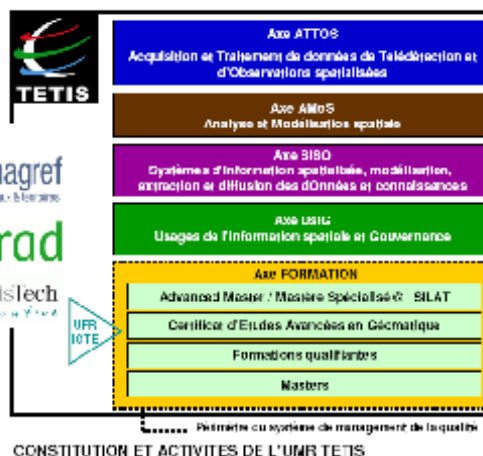 TETIS
Axe ATTOS
Acquisition et Traitement de données de Télédétection et
d'Observations spatialisées
Axe AMoS
Analyse et Modélisation spatiale
Axe SISO
Systèmes d'Information spatialisée, modélisation,
extraction et diffusion des dOnnées et connaissances
Axe USIG
Usages de l'Information spatiale et Gouvernance
nagref
rad
isTech
UFR
Axe FORMATION
Advanced Master / Mastère Spécialisé © SILAT
Certificat d'Etudes Avancées en Géomatique
Formations qualifiantes
Masters
Périmètre du système de management de la qualité
CONSTITUTION ET ACTIVITES DE L'UMR TETIS